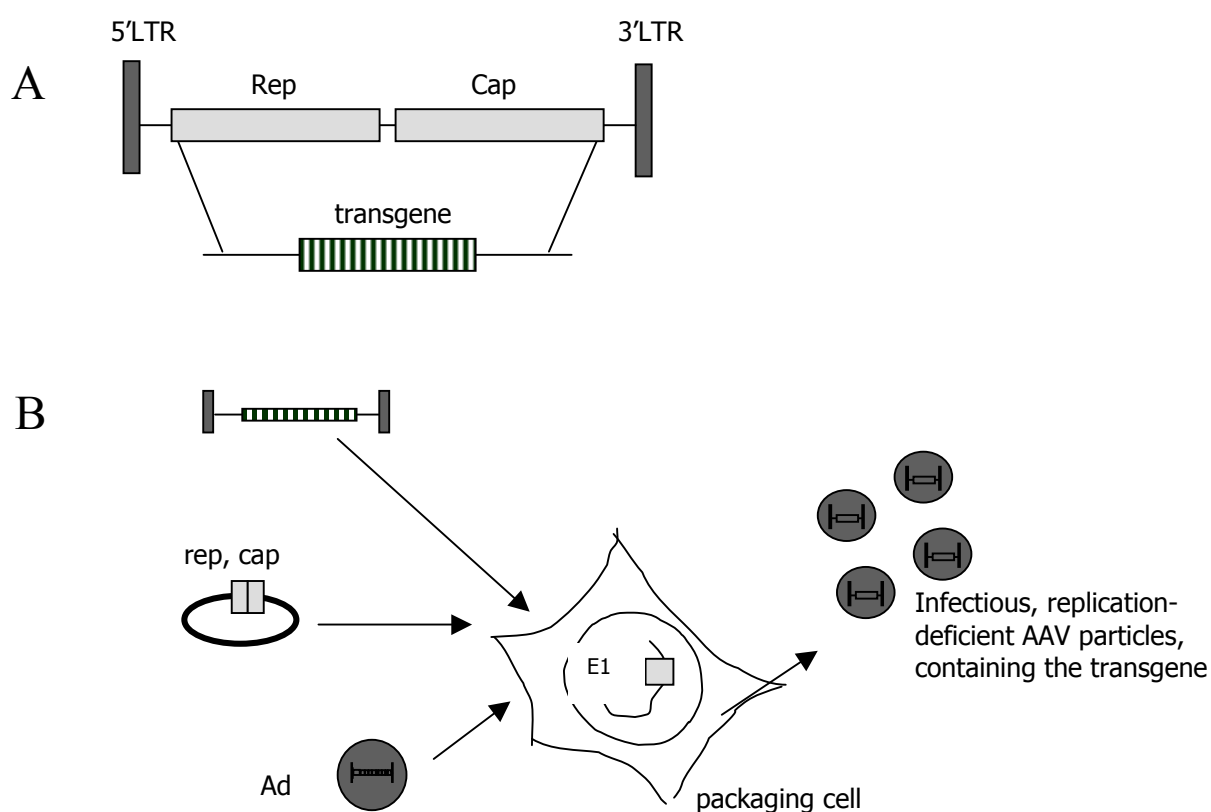 5'LTR
3'LTR
A
Rep
Cap
transgene
B
rep, cap
E1
Infectious, replication-
deficient AAV particles,
containing the transgene
Ad
packaging cell